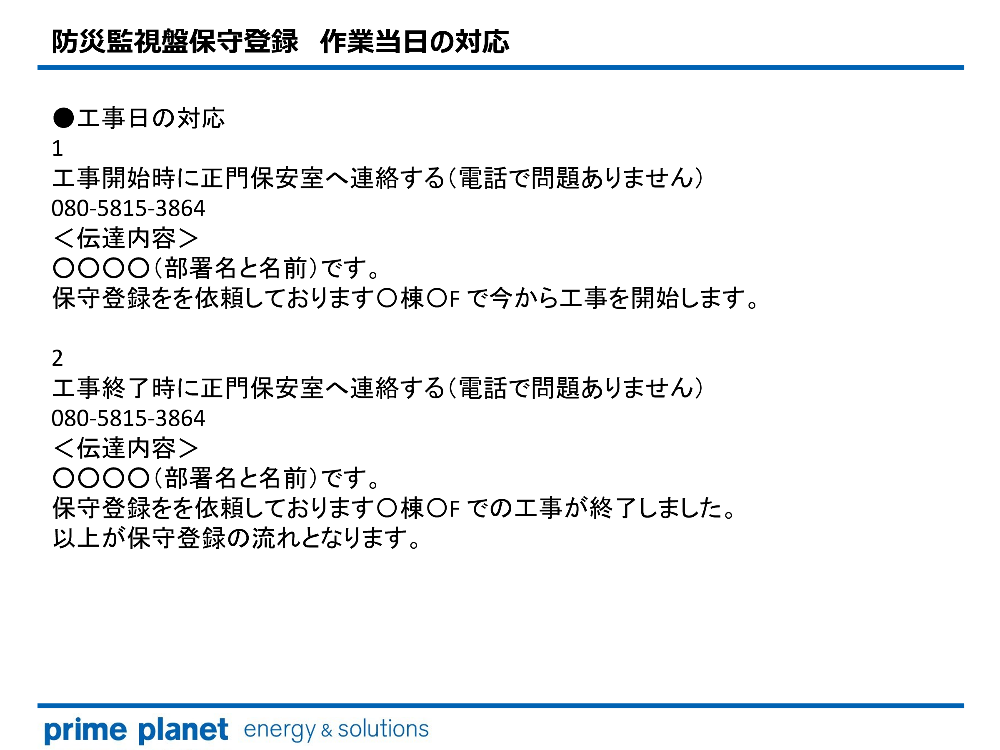 防災監視盤保守登録　作業当日の対応
●工事日の対応
1
工事開始時に正門保安室へ連絡する（電話で問題ありません）
080-5815-3864
＜伝達内容＞
〇〇〇〇（部署名と名前）です。
保守登録をを依頼しております〇棟〇F で今から工事を開始します。
2
工事終了時に正門保安室へ連絡する（電話で問題ありません）
080-5815-3864
＜伝達内容＞
〇〇〇〇（部署名と名前）です。
保守登録をを依頼しております〇棟〇F での工事が終了しました。
以上が保守登録の流れとなります。
prime planet energy & solutions